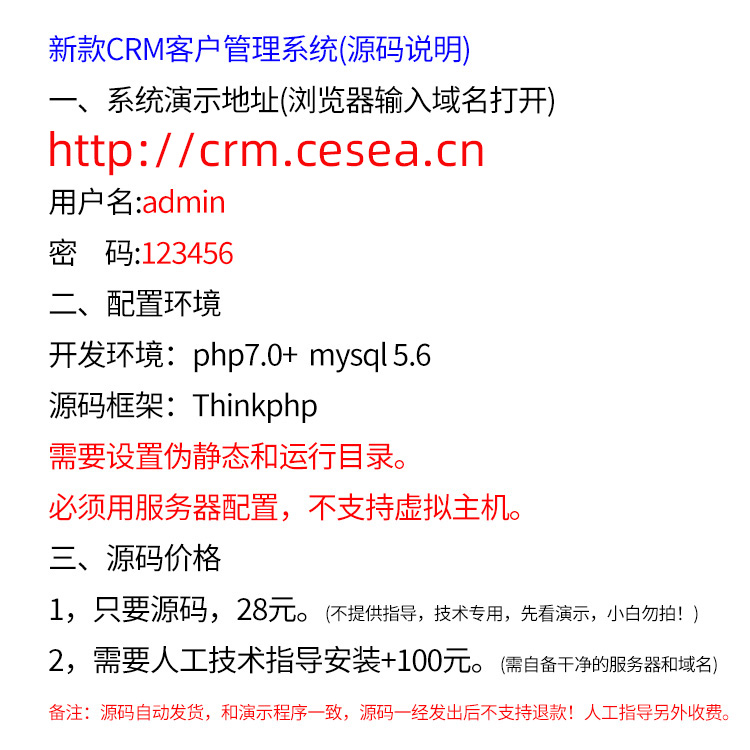 新款CRM客户管理系统(源码说明)
一、系统演示地址(浏览器输入域名打开)
http://crm.cesea.cn
用户名:admin
密 码:123456
二、配置环境
开发环境：php7.0+ mysql 5.6
源码框架：Thinkphp
需要设置伪静态和运行目录。
必须用服务器配置，不支持虚拟主机。
三、源码价格
1，只要源码，28元。(不提供指导，技术专用，先看演示，小白勿拍！)
2，需要人工技术指导安装+100元。(需自备干净的服务器和域名)
备注：源码自动发货，和演示程序一致，源码一经发出后不支持退款！人工指导另外收费。